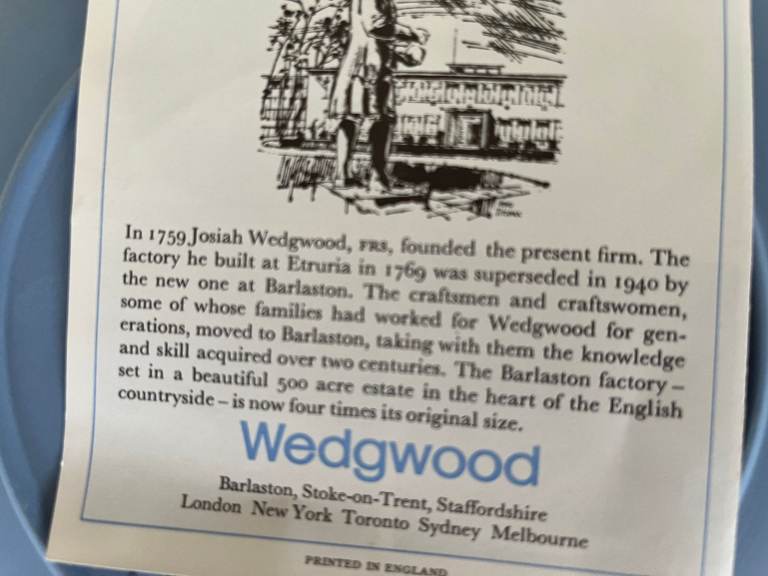 In 1759 Josiah Wedgwood, FRS, founded the present firm. The
factory he built at Etruria in 1769 was superseded in 1940 by
the new one at Barlaston. The craftsmen and craftswomen,
some of whose families had worked for Wedgwood for gen-
erations, moved to Barlaston, taking with them the knowledge
and skill acquired over two centuries. The Barlaston factory –
set in a beautiful 500 acre estate in the heart of the English
countryside – is now four times its original size.
Wedgwood
Barlaston, Stoke-on-Trent, Staffordshire
London New York Toronto Sydney Melbourne
PRINTED IN ENGLAND